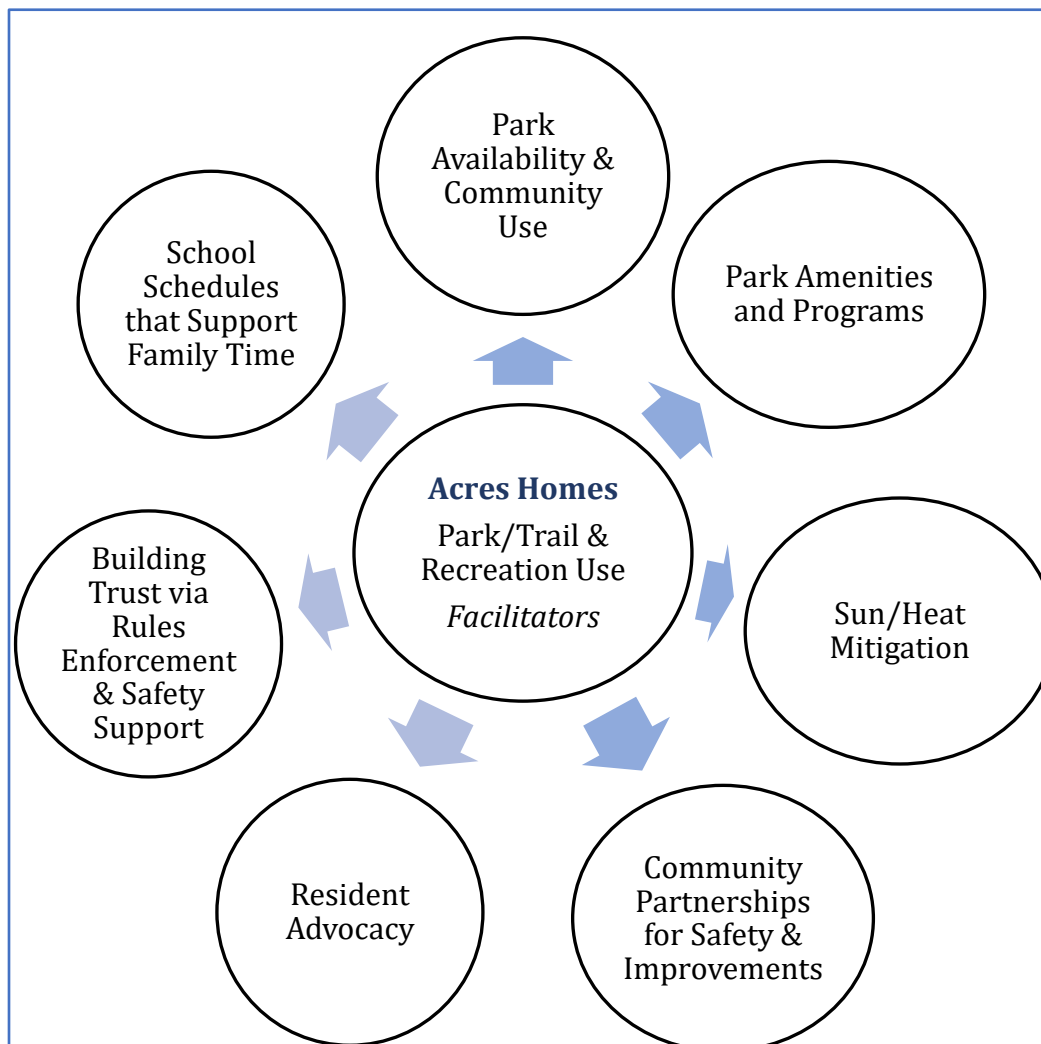 Park
Availability &
Community
Use
Park Amenities
and Programs
Sun/Heat
Mitigation
Community
Partnerships
for Safety &
Improvements
Resident
Advocacy
Building
Trust via
Rules
Enforcement
& Safety
Support
School
Schedules
that Support
Family Time
Acres Homes
Park/Trail &
Recreation Use
Facilitators